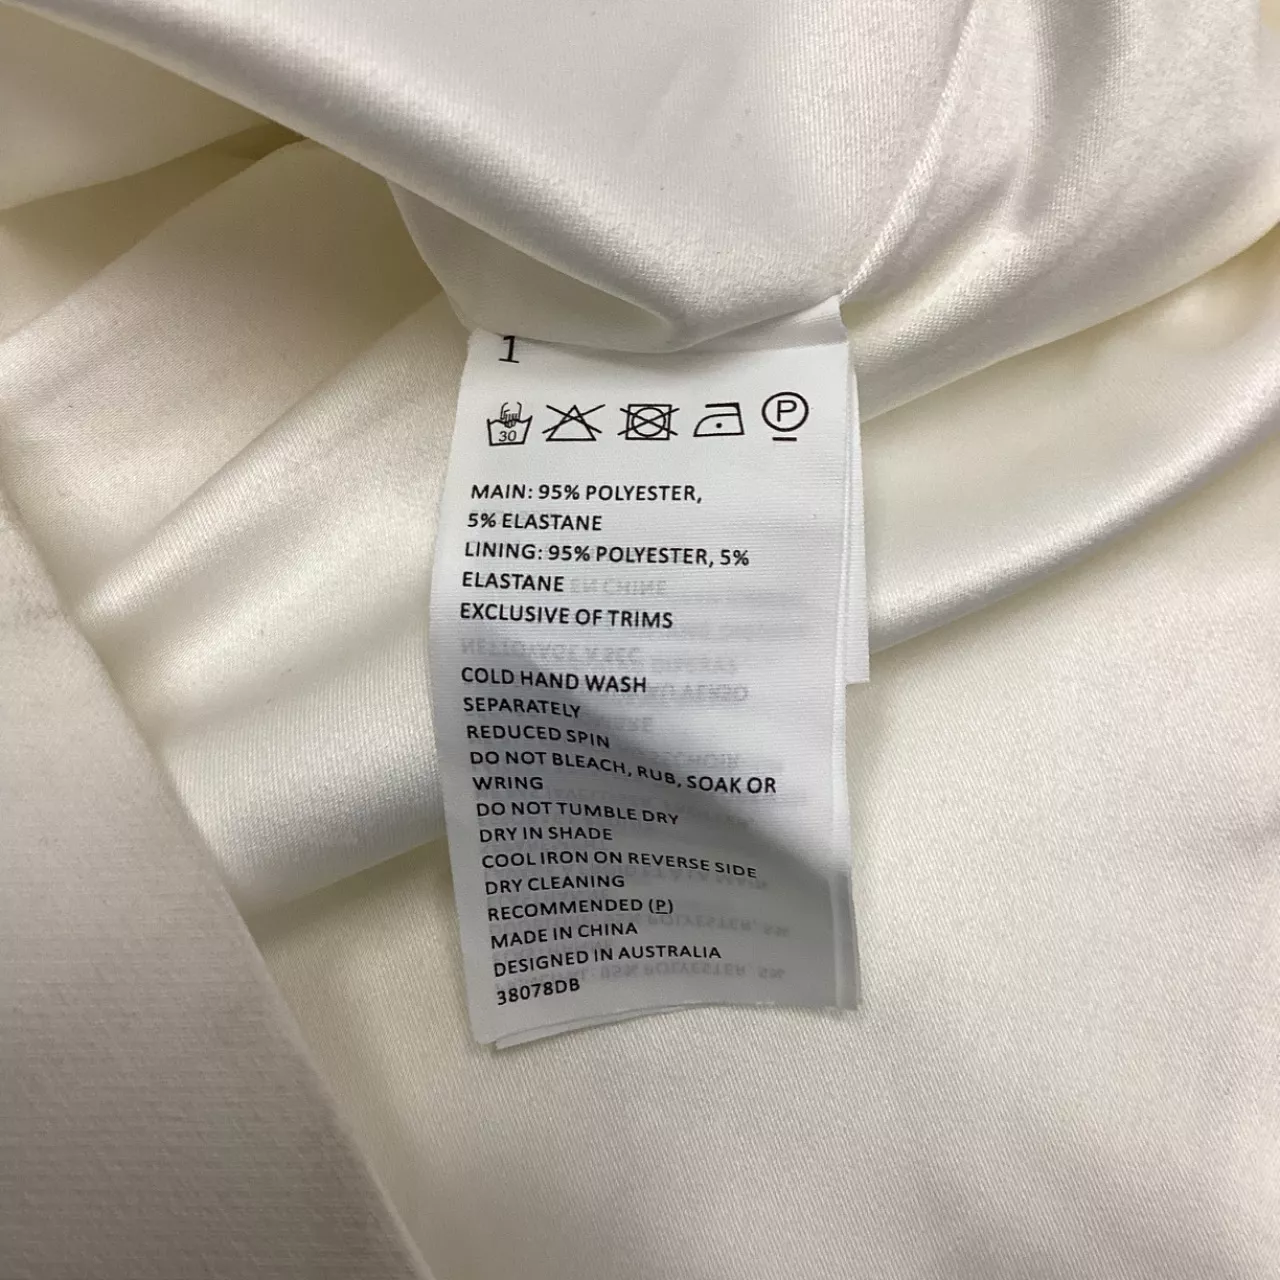 1
30 P
MAIN: 95% POLYESTER,
5% ELASTANE
LINING: 95% POLYESTER, 5%
ELASTANE
EXCLUSIVE OF TRIMS
COLD HAND WASH
SEPARATELY
REDUCED SPIN
DO NOT BLEACH, RUB, SOAK OR
WRING
DO NOT TUMBLE DRY
DRY IN SHADE
COOL IRON ON REVERSE SIDE
DRY CLEANING
RECOMMENDED (P)
MADE IN CHINA
DESIGNED IN AUSTRALIA
38078DB